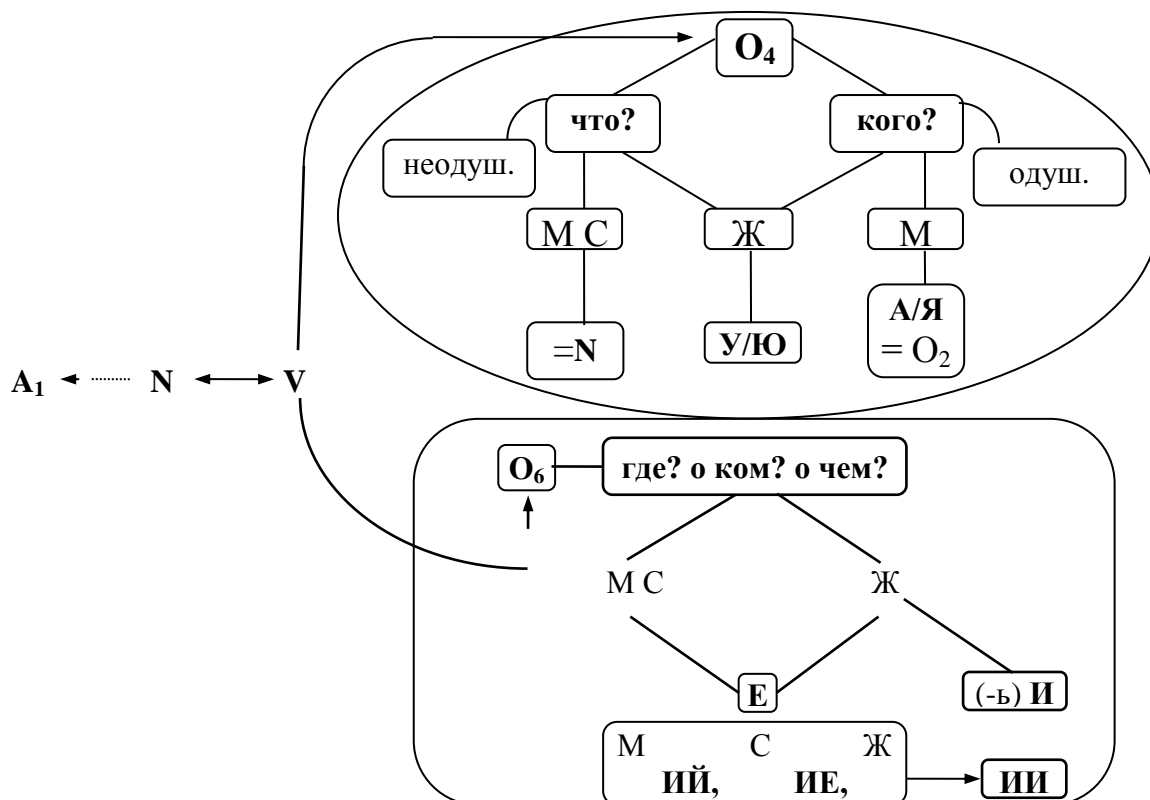 O₄
что? кого?
неодуш. одуш.
М С Ж М
=N У/Ю А/Я
= O₂
A₁ N V
O₆ где? о ком? о чем?
М С Ж
Е (-ь) И
М С Ж
ИЙ, ИЕ, ИИ